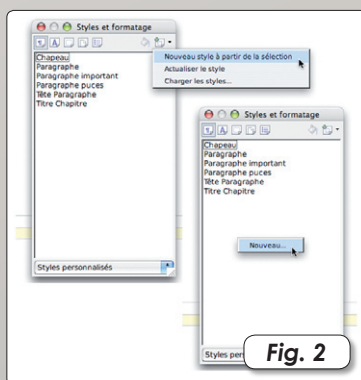 Styles et formatage
Nouveau style à partir de la sélection
Actualiser le style
Charger les styles...
Chapeau
Paragraphe
Paragraphe important
Paragraphe puces
Tête Paragraphe
Titre Chapitre
Styles personnalisés
Styles et formatage
Chapeau
Paragraphe
Paragraphe important
Paragraphe puces
Tête Paragraphe
Titre Chapitre
Nouveau...
Styles per
Fig. 2